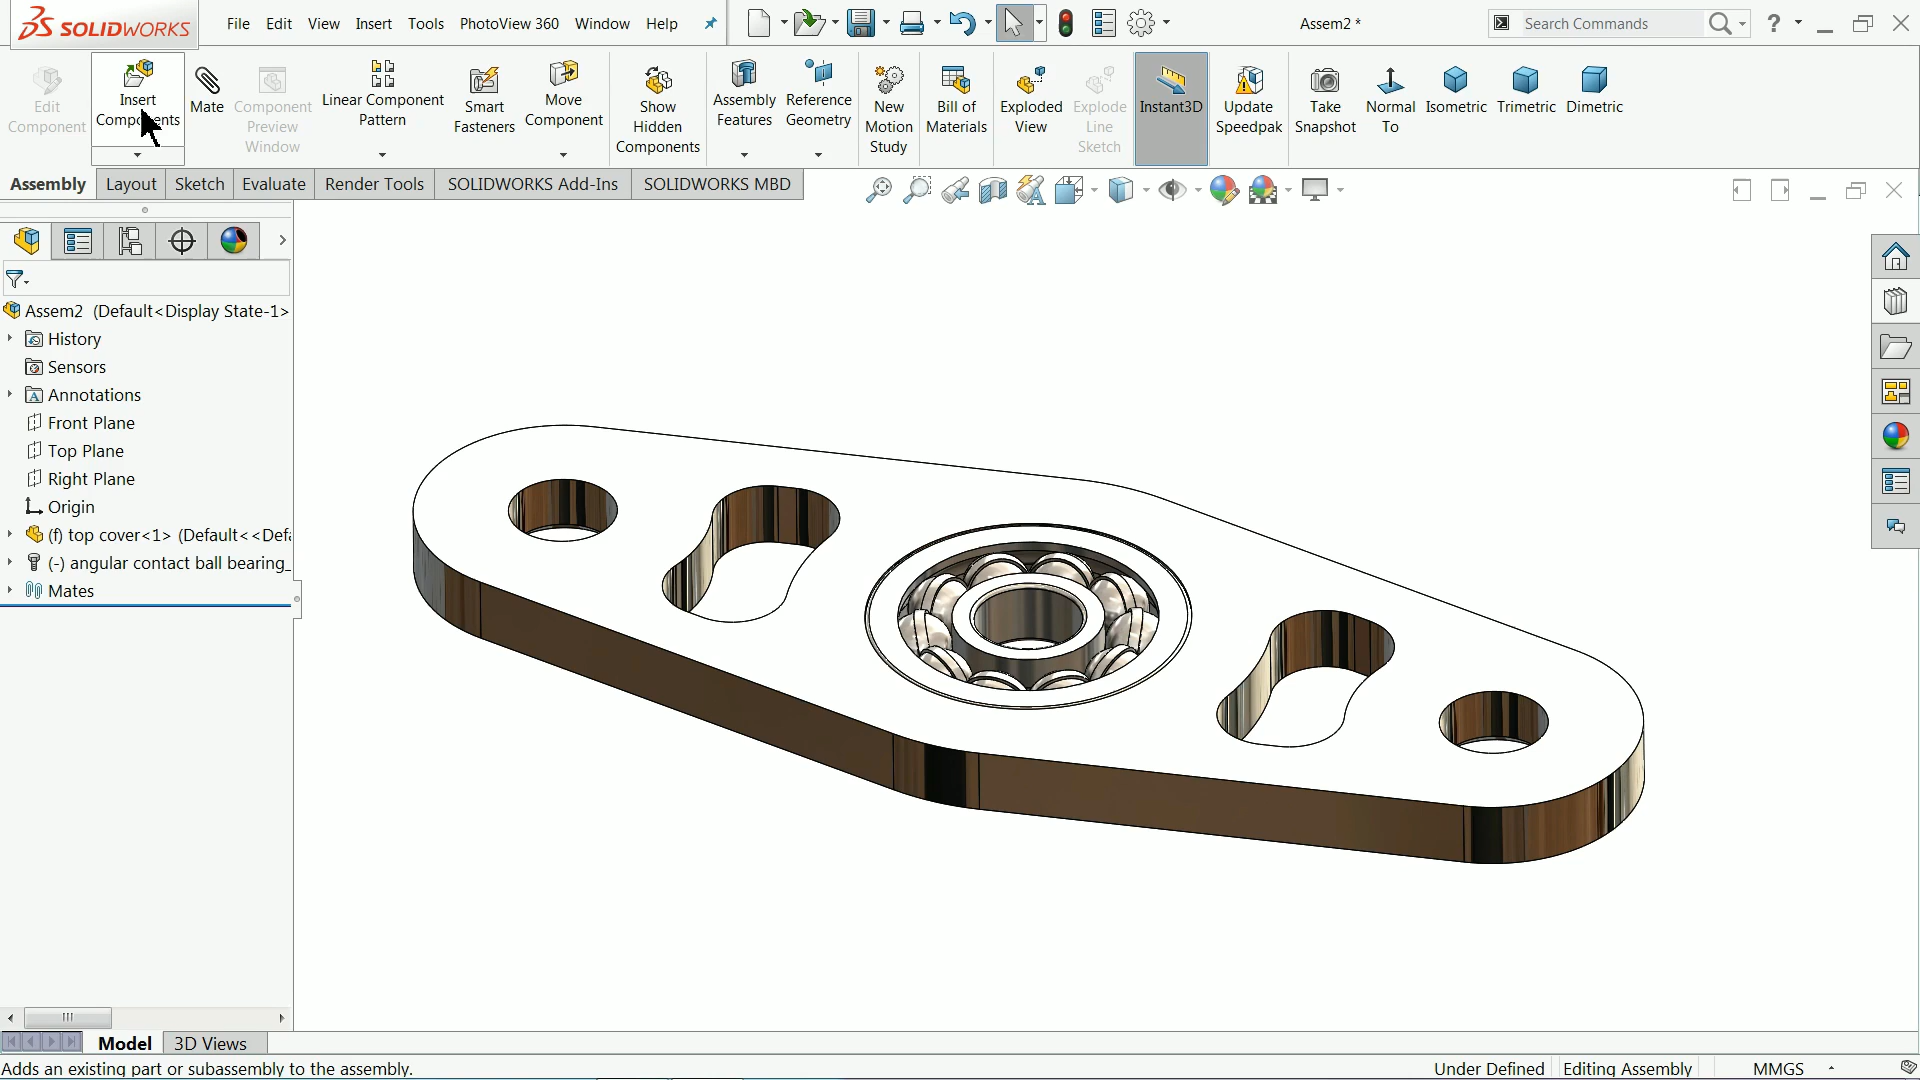 SOLIDWORKS
File Edit View Insert Tools PhotoView 360 Window Help
Assem2 *
Search Commands
?
Edit Component
Insert Components
Mate
Component Preview Window
Linear Component Pattern
Smart Fasteners
Move Component
Show Hidden Components
Assembly Features
Reference Geometry
New Motion Study
Bill of Materials
Exploded View
Explode Line Sketch
Instant3D
Update Speedpak
Take Snapshot
Normal To
Isometric
Trimetric
Dimetric
Assembly Layout Sketch Evaluate Render Tools SOLIDWORKS Add-Ins SOLIDWORKS MBD
Assem2 (Default<Display State-1>
History
Sensors
Annotations
Front Plane
Top Plane
Right Plane
Origin
(f) top cover<1> (Default<<Defa
(-) angular contact ball bearing_
Mates
Model 3D Views
Adds an existing part or subassembly to the assembly.
Under Defined Editing Assembly MMGS